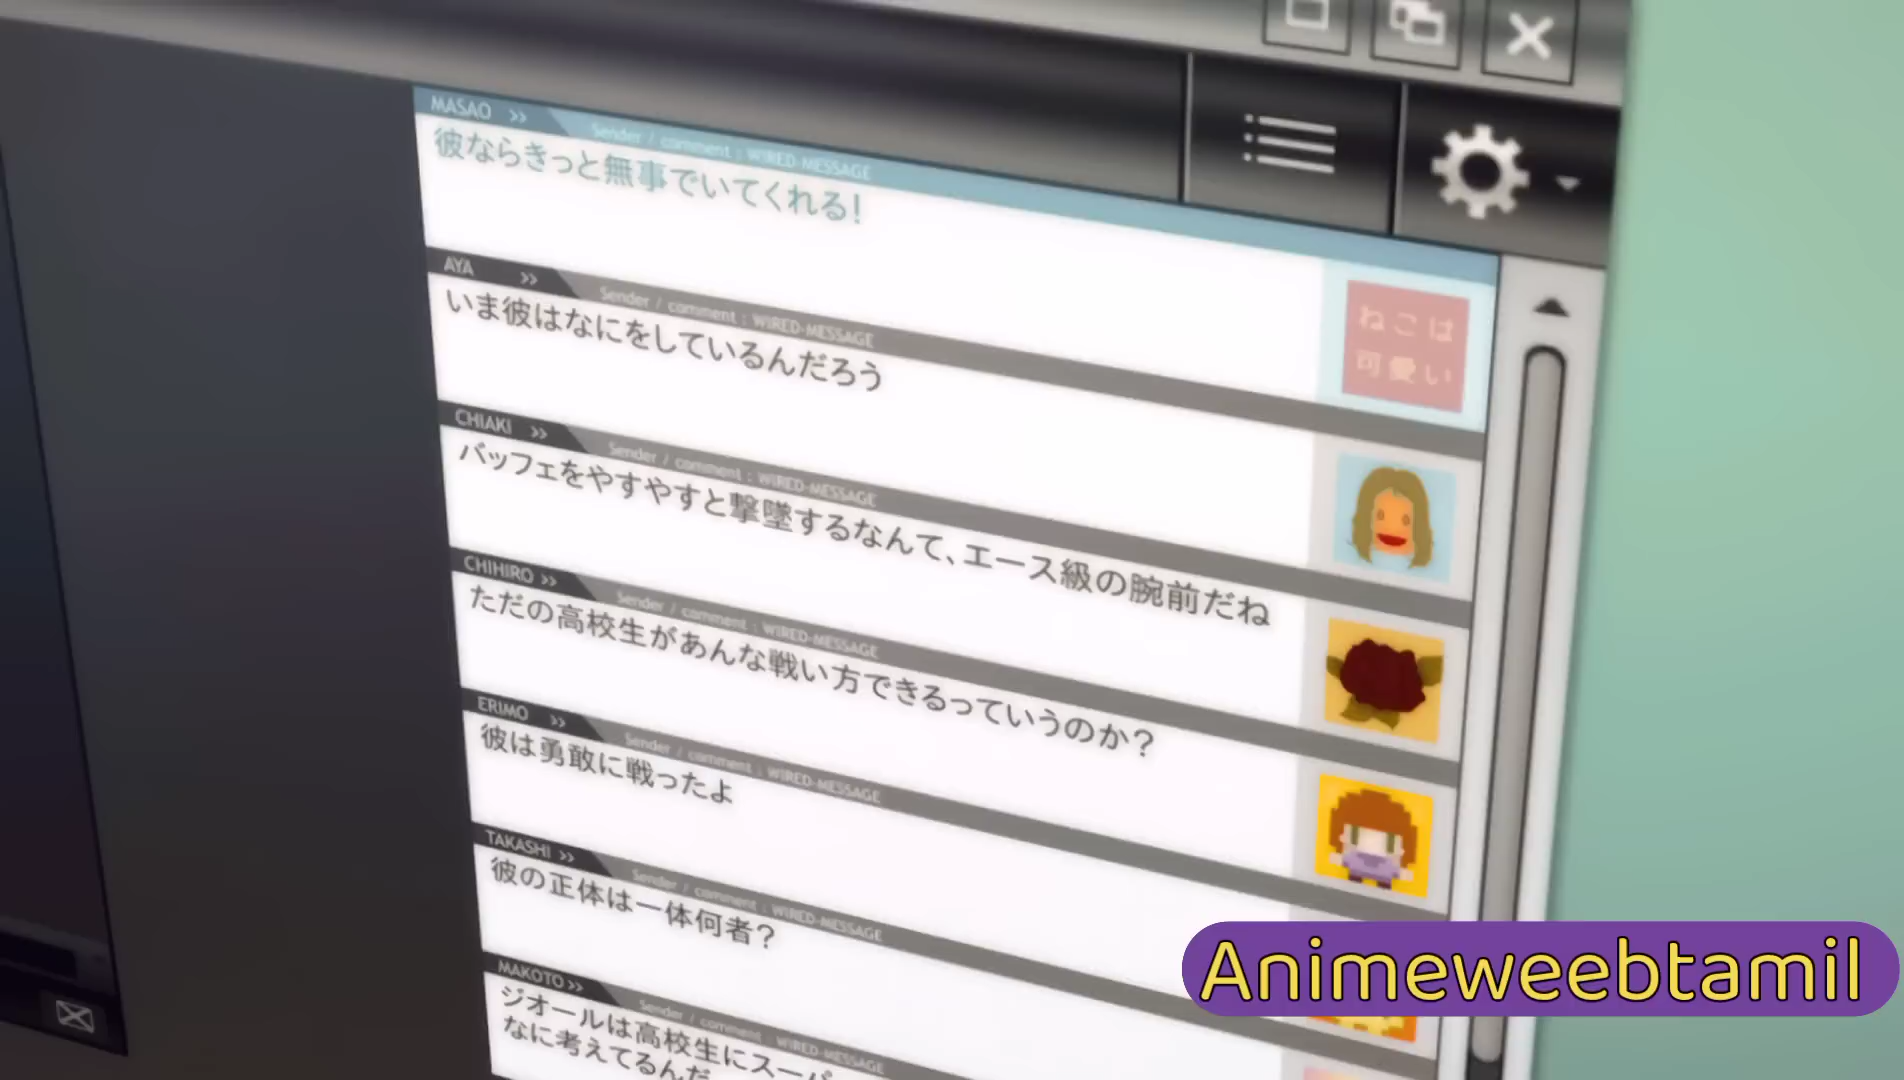 MASAO >>
Sender / comment : WIRED-MESSAGE
彼ならきっと無事でいてくれる!
ねこは
可愛い
AYA >>
Sender / comment : WIRED-MESSAGE
いま彼はなにをしているんだろう
CHIAKI >>
Sender / comment : WIRED-MESSAGE
バッフェをやすやすと撃墜するなんて、エース級の腕前だね
CHIHIRO >>
Sender / comment : WIRED-MESSAGE
ただの高校生があんな戦い方できるっていうのか?
ERIMO >>
Sender / comment : WIRED-MESSAGE
彼は勇敢に戦ったよ
TAKASHI >>
Sender / comment : WIRED-MESSAGE
彼の正体は一体何者?
MAKOTO >>
Sender / comment : WIRED-MESSAGE
ジオールは高校生にスーパ
なに考えてるんだ
Animeweebtamil